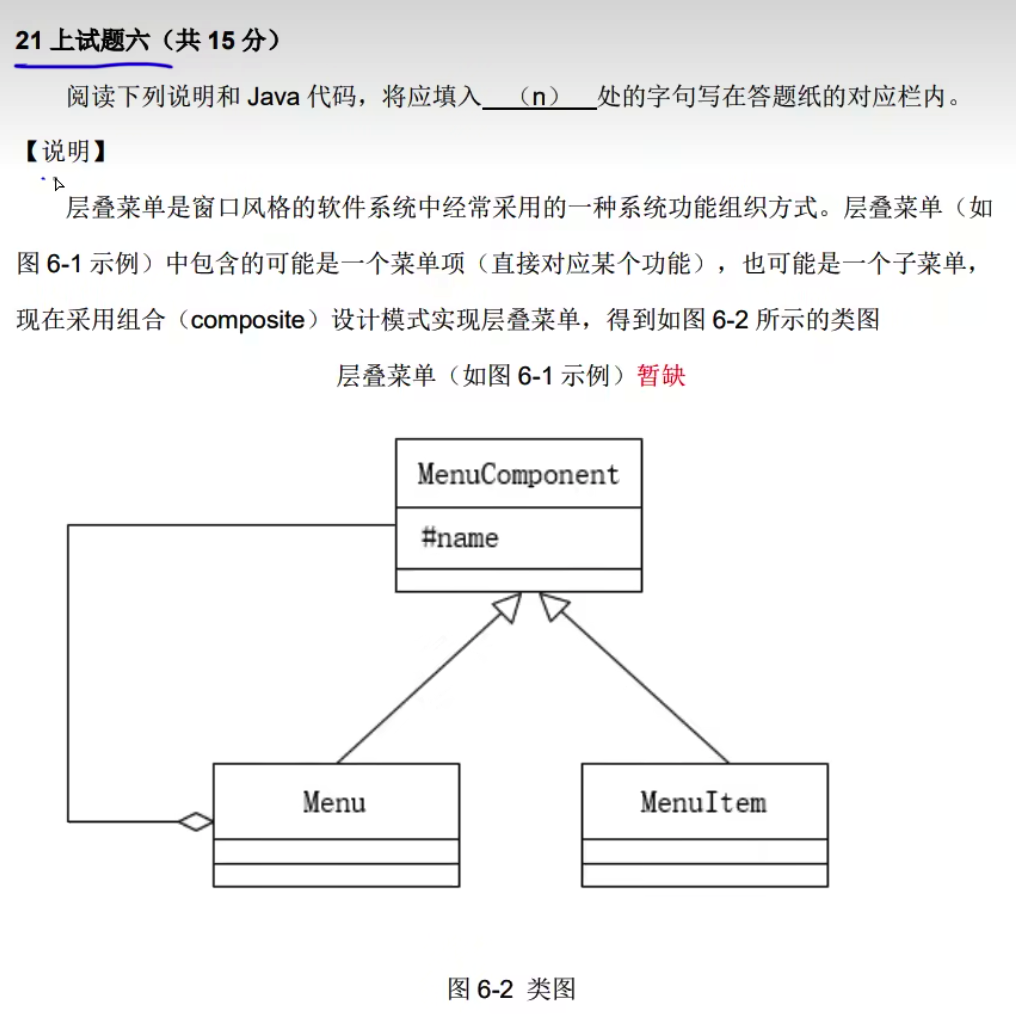 21 上试题六（共 15 分）
阅读下列说明和 Java 代码，将应填入 （n） 处的字句写在答题纸的对应栏内。
【说明】
层叠菜单是窗口风格的软件系统中经常采用的一种系统功能组织方式。层叠菜单（如
图 6-1 示例）中包含的可能是一个菜单项（直接对应某个功能），也可能是一个子菜单，
现在采用组合（composite）设计模式实现层叠菜单，得到如图 6-2 所示的类图
层叠菜单（如图 6-1 示例）暂缺
MenuComponent
#name
Menu
MenuItem
图 6-2 类图